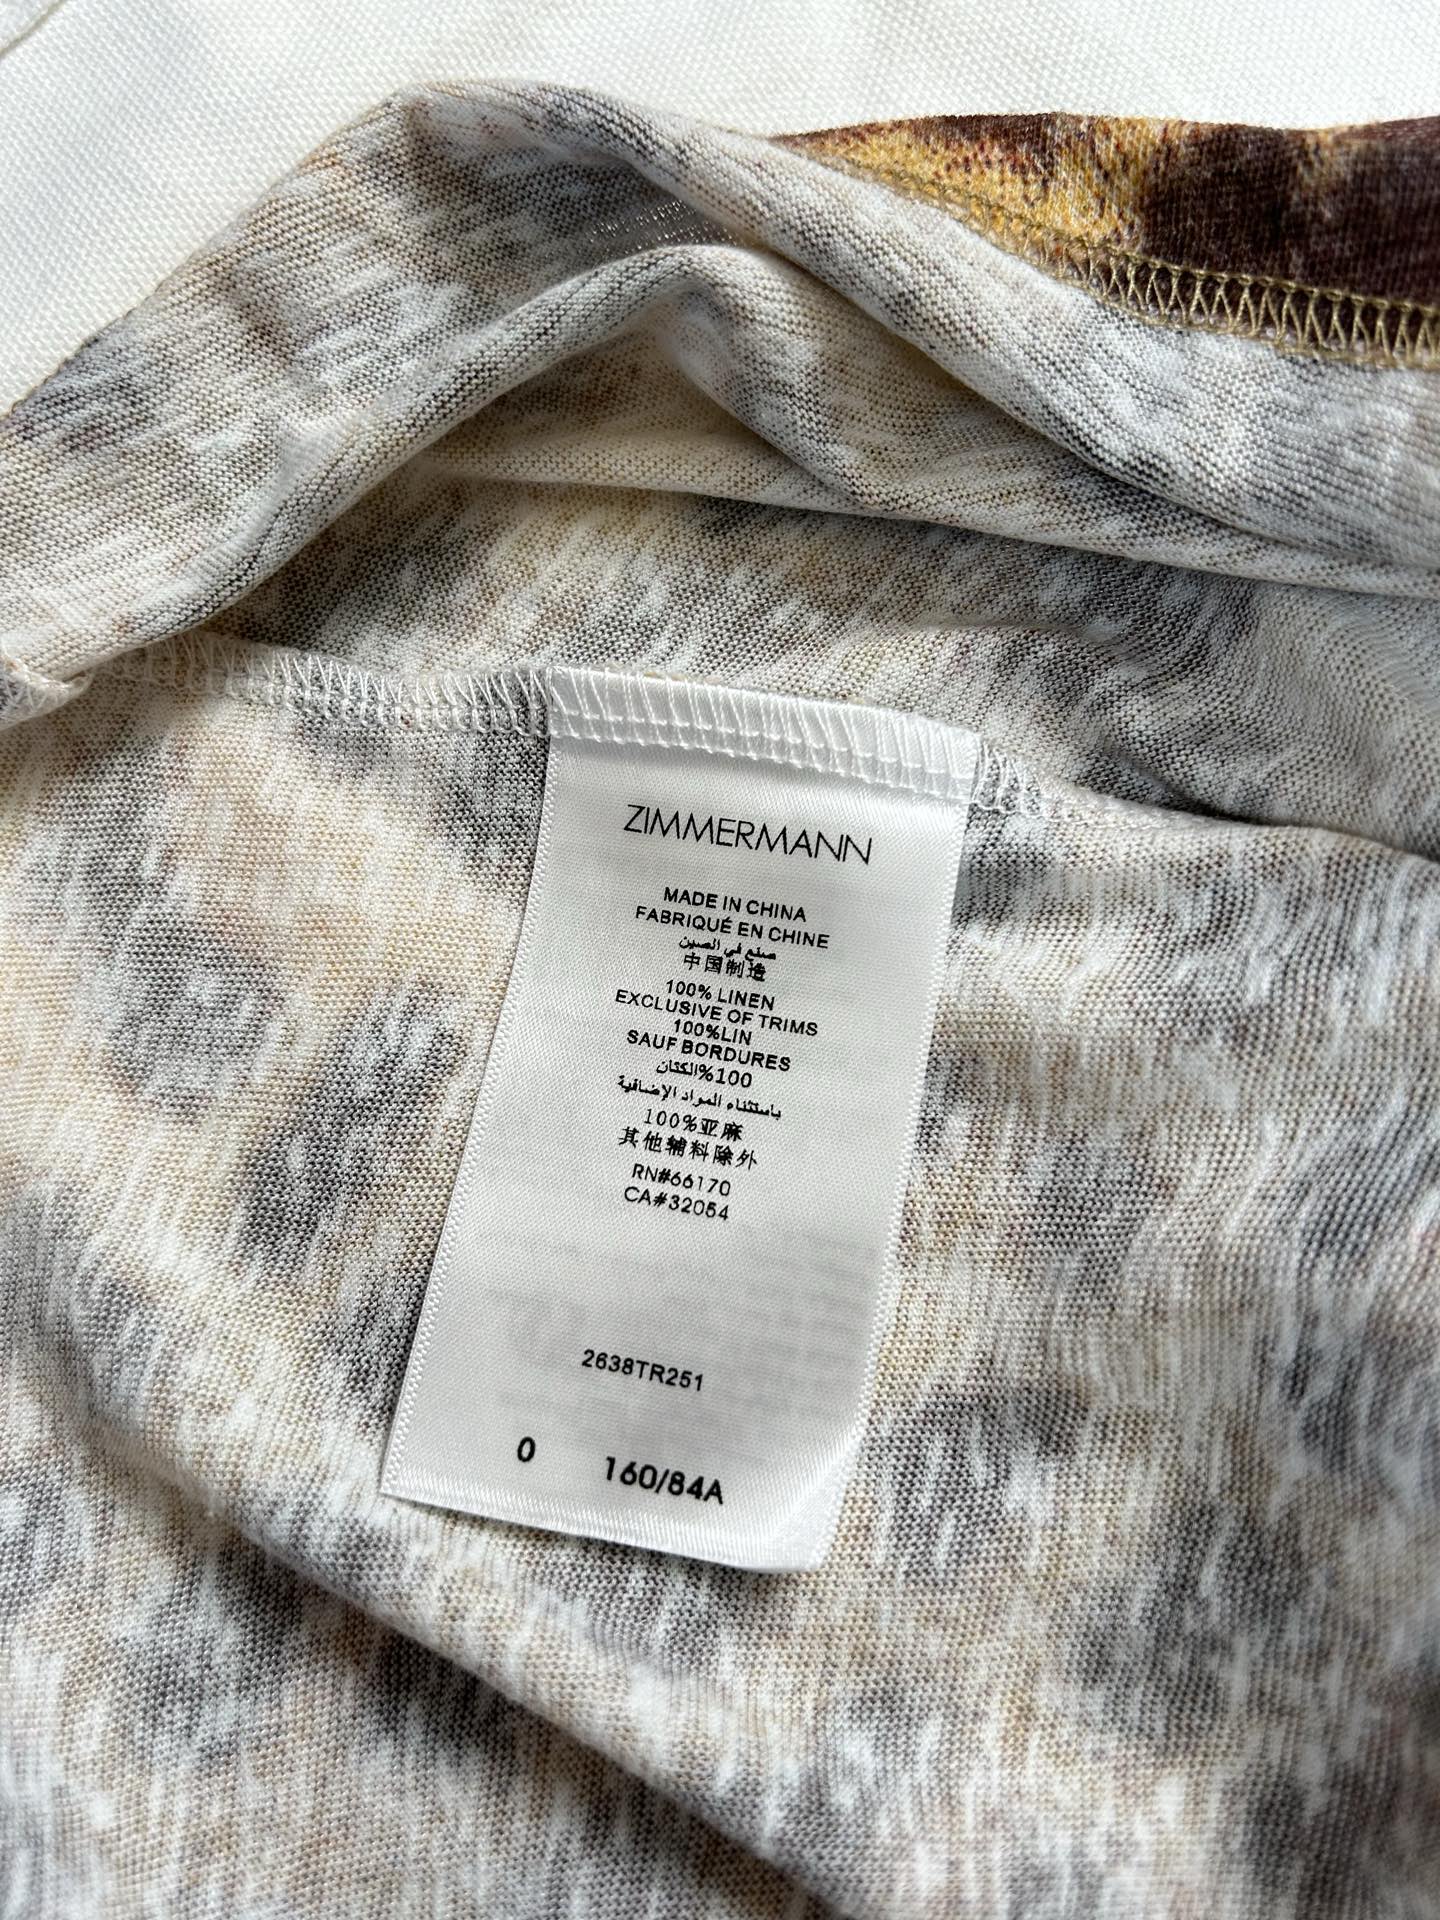 ZIMMERMANN
MADE IN CHINA
FABRIQUÉ EN CHINE
صنع في الصين
中国制造
100% LINEN
EXCLUSIVE OF TRIMS
100%LIN
SAUF BORDURES
100%الكتان
باستثناء المواد الإضافية
100%亚麻
其他辅料除外
RN#66170
CA#32054
2638TR251
0 160/84A